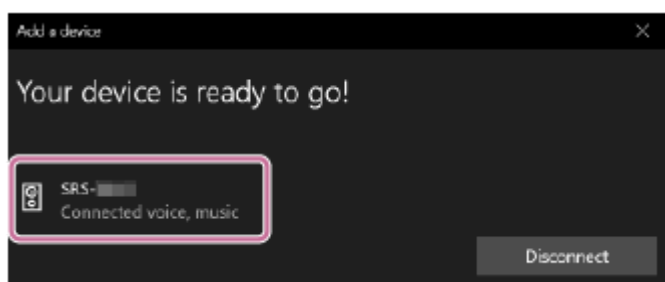 Add a device
Your device is ready to go!
SRS-
Connected voice, music
Disconnect